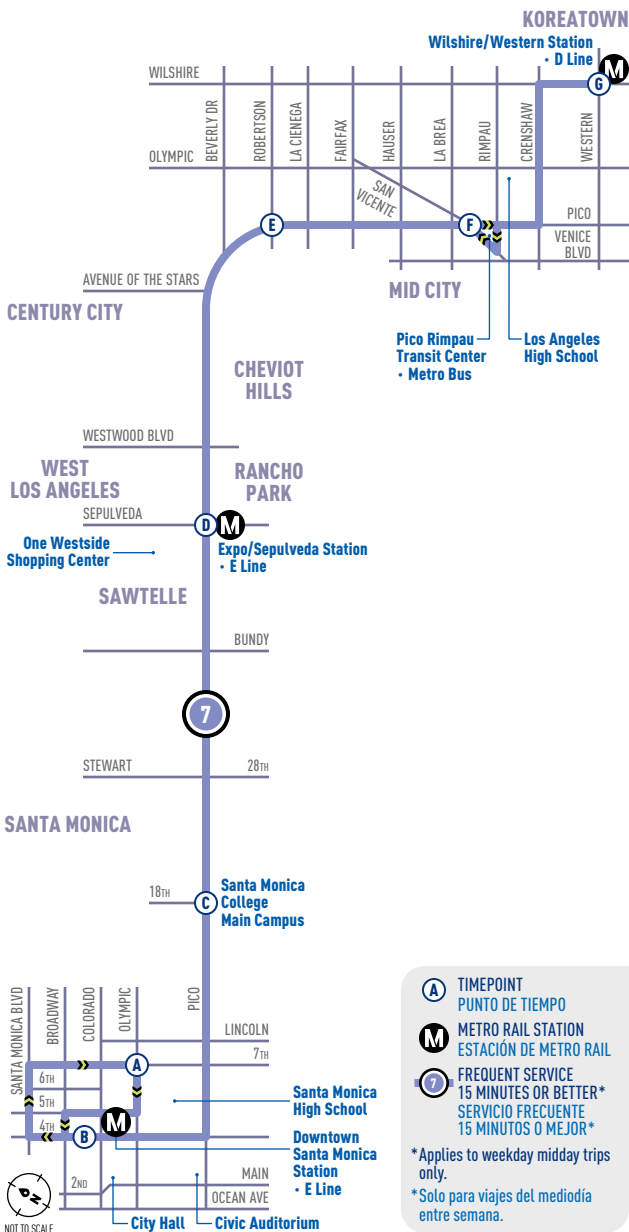 KOREATOWN
Wilshire/Western Station
• D Line
M
G
WILSHIRE
BEVERLY DR
ROBERTSON
LA CIENEGA
FAIRFAX
HAUSER
LA BREA
RIMPAU
CRENSHAW
WESTERN
OLYMPIC
SAN
VICENTE
E
F
PICO
VENICE
BLVD
AVENUE OF THE STARS
MID CITY
CENTURY CITY
Pico Rimpau
Transit Center
• Metro Bus
Los Angeles
High School
CHEVIOT
HILLS
WESTWOOD BLVD
WEST
LOS ANGELES
RANCHO
PARK
SEPULVEDA
D
M
One Westside
Shopping Center
Expo/Sepulveda Station
• E Line
SAWTELLE
BUNDY
7
STEWART
28TH
SANTA MONICA
18TH
C
Santa Monica
College
Main Campus
SANTA MONICA BLVD
BROADWAY
COLORADO
OLYMPIC
PICO
LINCOLN
7TH
A
6TH
5TH
4TH
B
M
Santa Monica
High School
Downtown
Santa Monica
Station
• E Line
2ND
MAIN
OCEAN AVE
City Hall
Civic Auditorium
N
NOT TO SCALE
A
TIMEPOINT
PUNTO DE TIEMPO
M
METRO RAIL STATION
ESTACIÓN DE METRO RAIL
7
FREQUENT SERVICE
15 MINUTES OR BETTER*
SERVICIO FRECUENTE
15 MINUTOS O MEJOR*
*Applies to weekday midday trips
only.
*Solo para viajes del mediodía
entre semana.